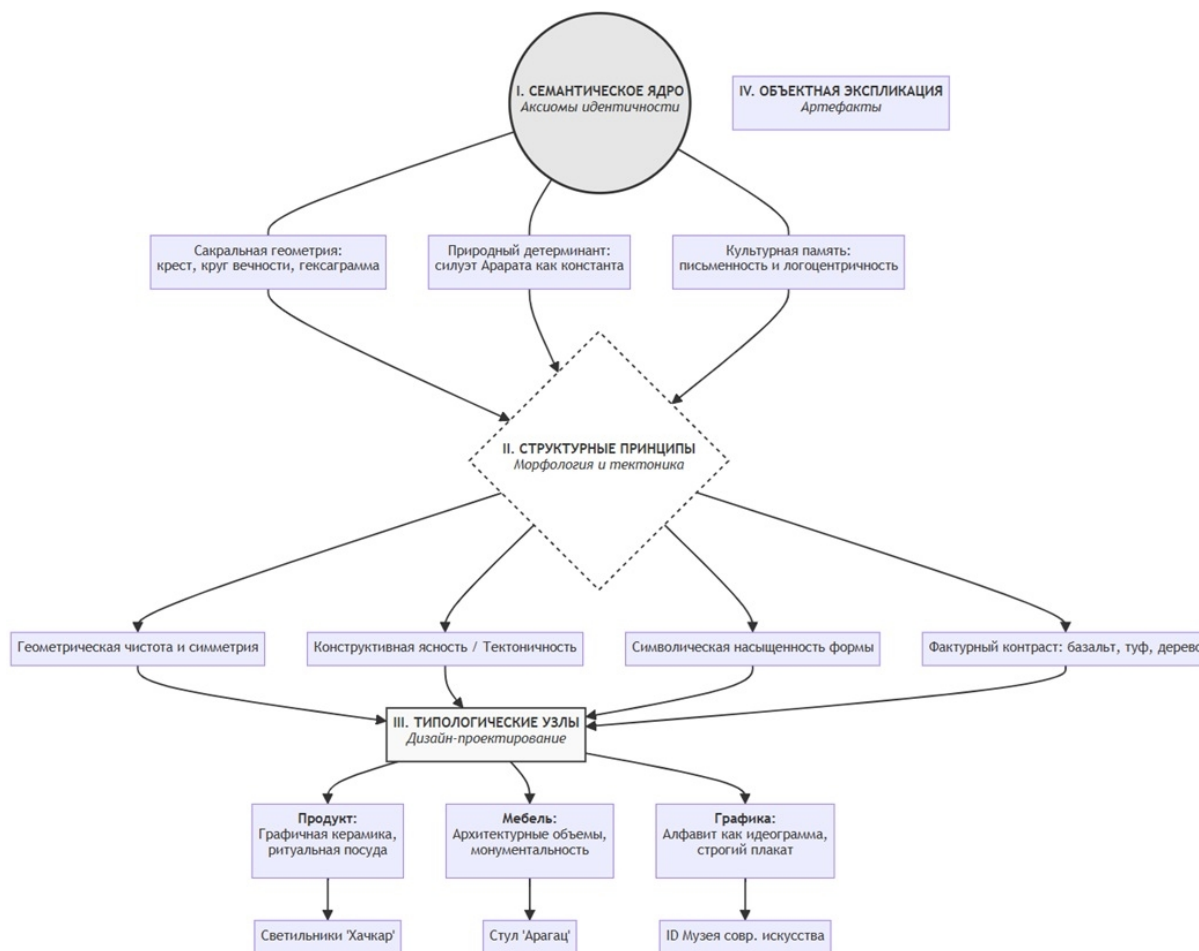 I. СЕМАНТИЧЕСКОЕ ЯДРО
Аксиомы идентичности
IV. ОБЪЕКТНАЯ ЭКСПЛИКАЦИЯ
Артефакты
Сакральная геометрия:
крест, круг вечности, гексаграмма
Природный детерминант:
силуэт Арарата как константа
Культурная память:
письменность и логоцентричность
II. СТРУКТУРНЫЕ ПРИНЦИПЫ
Морфология и тектоника
Геометрическая чистота и симметрия
Конструктивная ясность / Тектоничность
Символическая насыщенность формы
Фактурный контраст: базальт, туф, дерево
III. ТИПОЛОГИЧЕСКИЕ УЗЛЫ
Дизайн-проектирование
Продукт:
Графичная керамика,
ритуальная посуда
Мебель:
Архитектурные объемы,
монументальность
Графика:
Алфавит как идеограмма,
строгий плакат
Светильники 'Хачкар'
Стул 'Арагац'
ID Музея совр. искусства